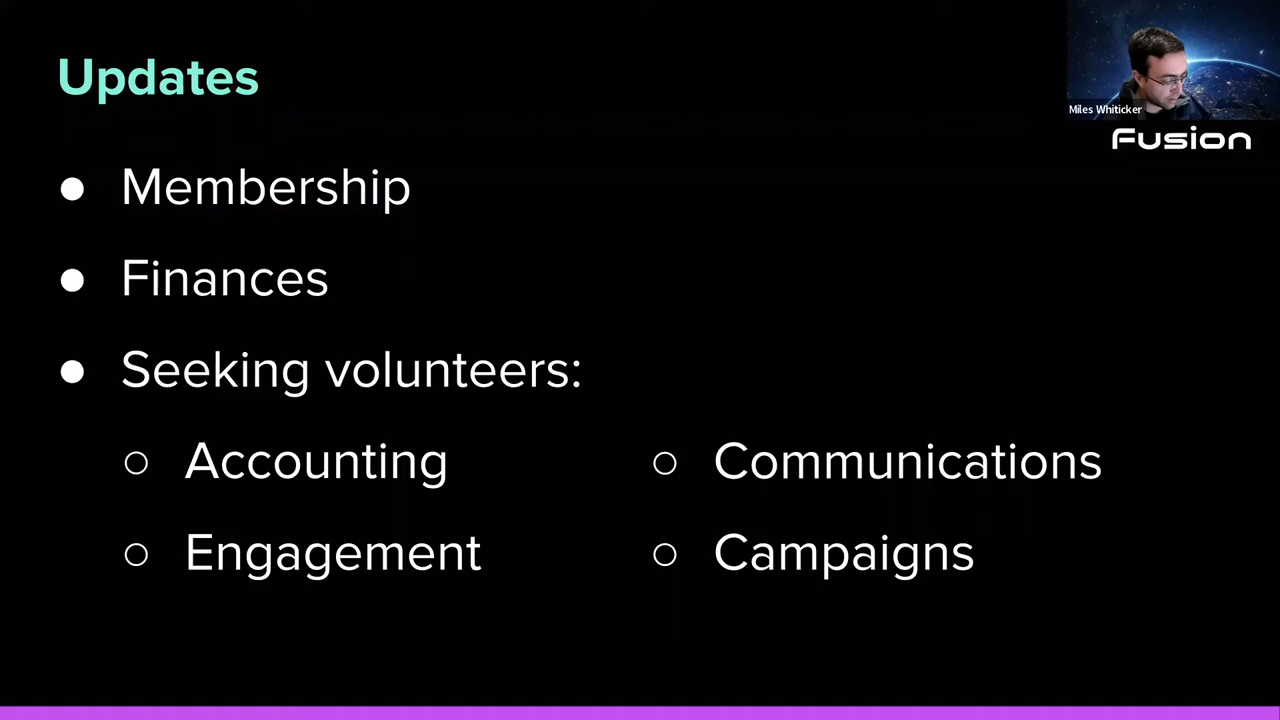 Updates
Miles Whiticker
Fusion
● Membership
● Finances
● Seeking volunteers:
○ Accounting
○ Engagement
○ Communications
○ Campaigns